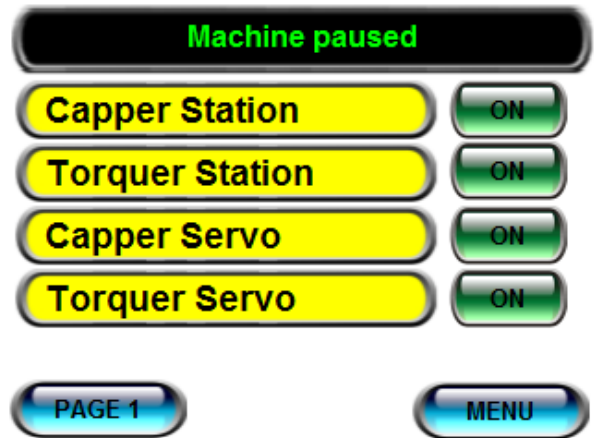 Machine paused
Capper Station ON
Torquer Station ON
Capper Servo ON
Torquer Servo ON
PAGE 1 MENU